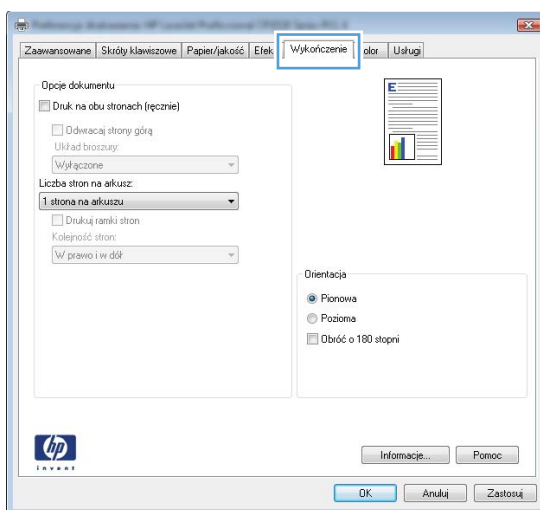 Zaawansowane Skróty klawiszowe Papier/jakość Efek Wykończenie olor Usługi
Opcje dokumentu
Druk na obu stronach (ręcznie)
Odwracaj strony górą
Układ broszury:
Wyłączone
Liczba stron na arkusz:
1 strona na arkuszu
Drukuj ramki stron
Kolejność stron:
W prawo i w dół
E
Orientacja
Pionowa
Pozioma
Obróć o 180 stopni
hp
invent
Informacje... Pomoc
OK Anuluj Zastosuj